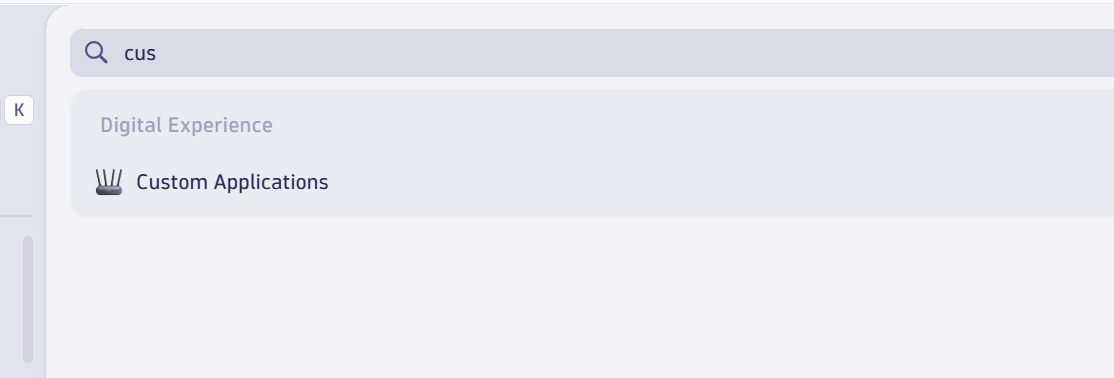 cus
K
Digital Experience
Custom Applications